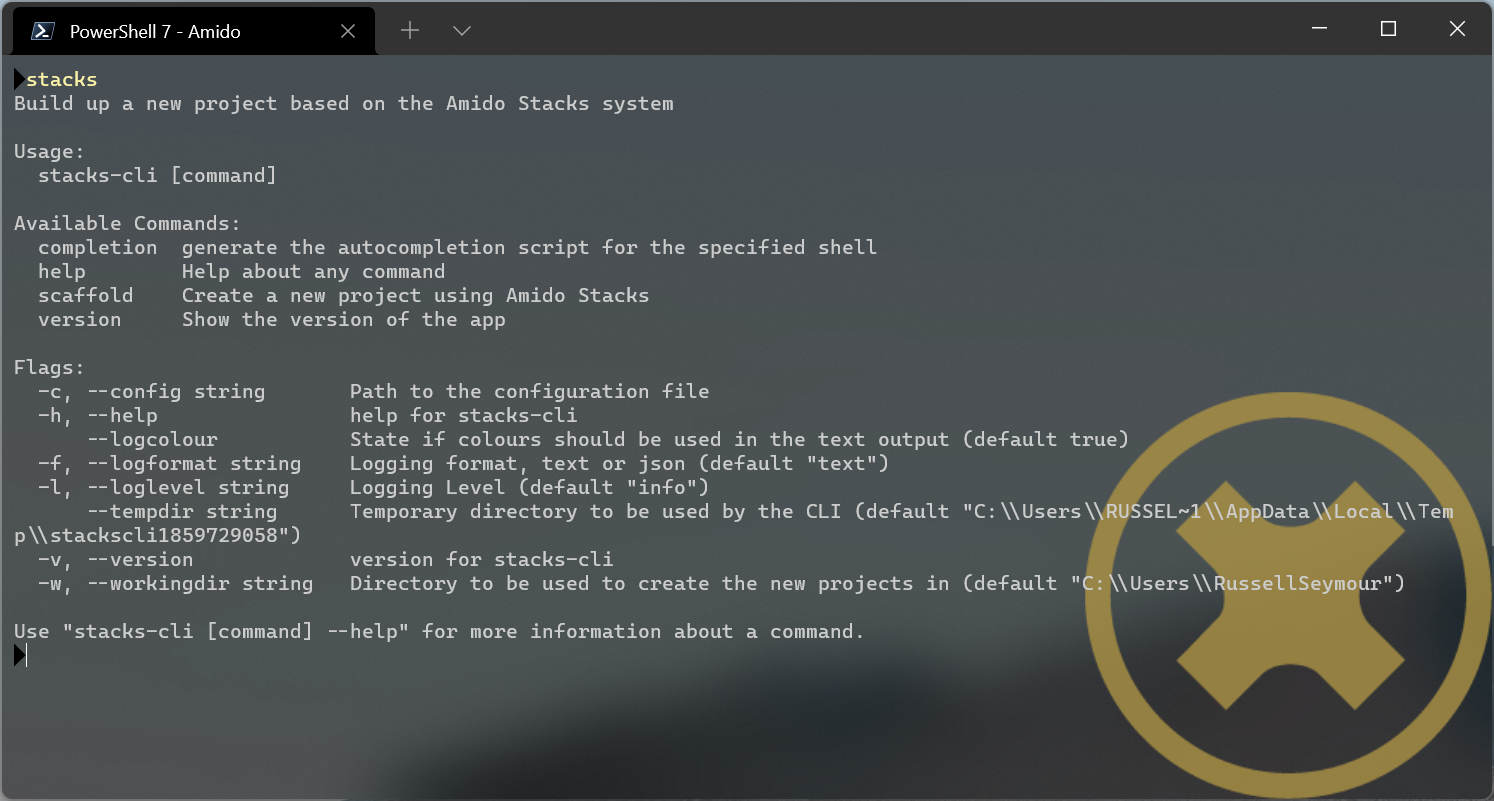 PowerShell 7 - Amido
stacks
Build up a new project based on the Amido Stacks system
Usage:
  stacks-cli [command]
Available Commands:
  completion  generate the autocompletion script for the specified shell
  help        Help about any command
  scaffold    Create a new project using Amido Stacks
  version     Show the version of the app
Flags:
  -c, --config string       Path to the configuration file
  -h, --help                help for stacks-cli
      --logcolour           State if colours should be used in the text output (default true)
  -f, --logformat string    Logging format, text or json (default "text")
  -l, --loglevel string     Logging Level (default "info")
      --tempdir string      Temporary directory to be used by the CLI (default "C:\\Users\\RUSSEL~1\\AppData\\Local\\Tem
p\\stackscli1859729058")
  -v, --version             version for stacks-cli
  -w, --workingdir string   Directory to be used to create the new projects in (default "C:\\Users\\RussellSeymour")
Use "stacks-cli [command] --help" for more information about a command.